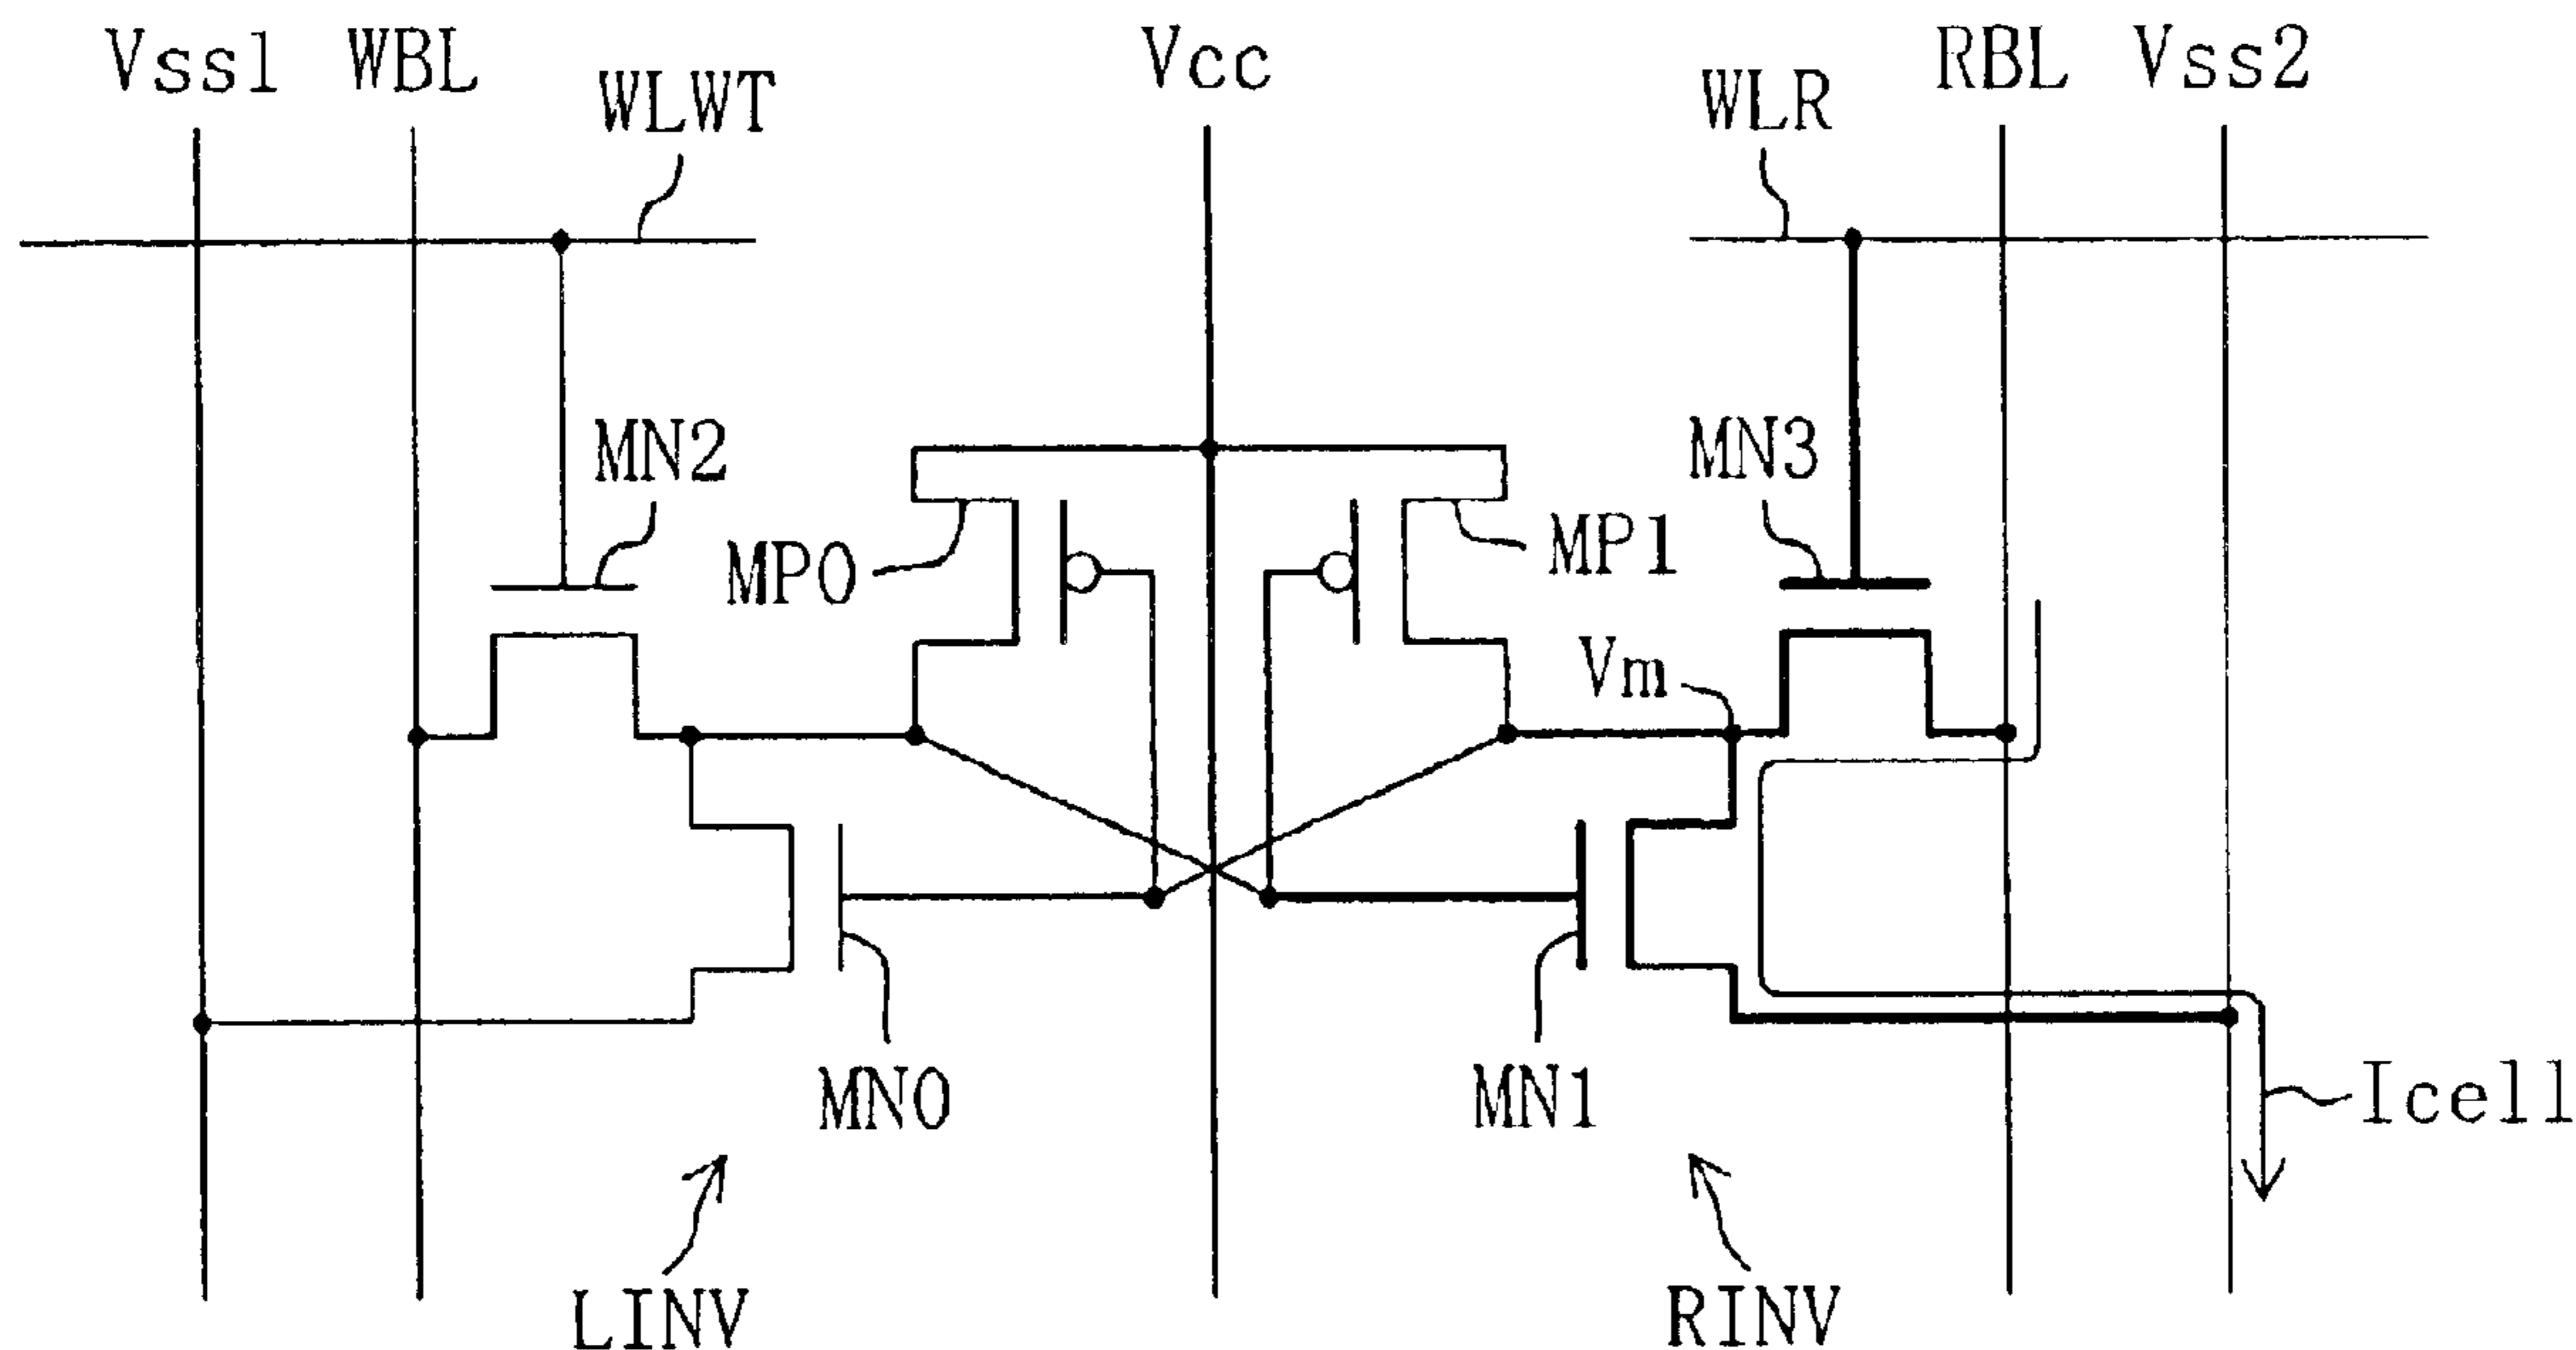 Vss1 WBL Vcc RBL Vss2
WLWT WLR
MN2 MN3
MP0 MP1
Vm
MN0 MN1 Icell
LINV RINV